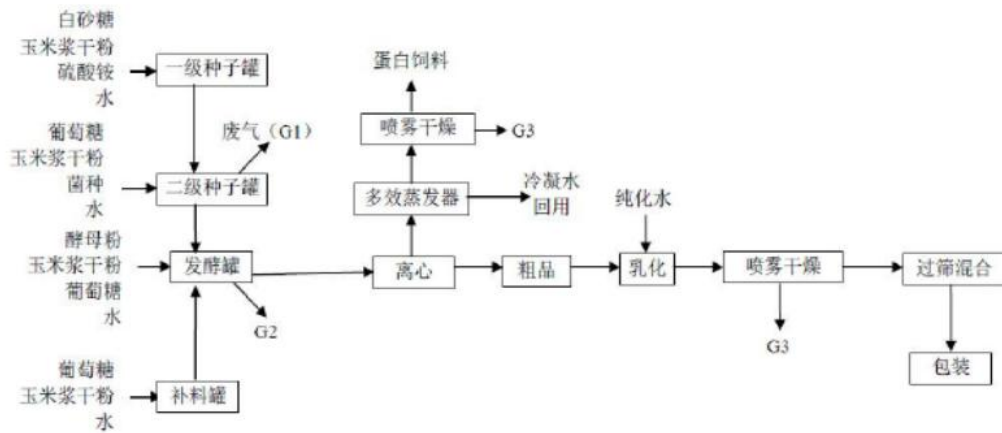 白砂糖
玉米浆干粉
硫酸铵
水
一级种子罐
葡萄糖
玉米浆干粉
菌种
水
二级种子罐
废气（G1）
酵母粉
玉米浆干粉
葡萄糖
水
发酵罐
G2
葡萄糖
玉米浆干粉
水
补料罐
蛋白饲料
喷雾干燥
G3
多效蒸发器
冷凝水
回用
离心
粗品
纯化水
乳化
喷雾干燥
G3
过筛混合
包装